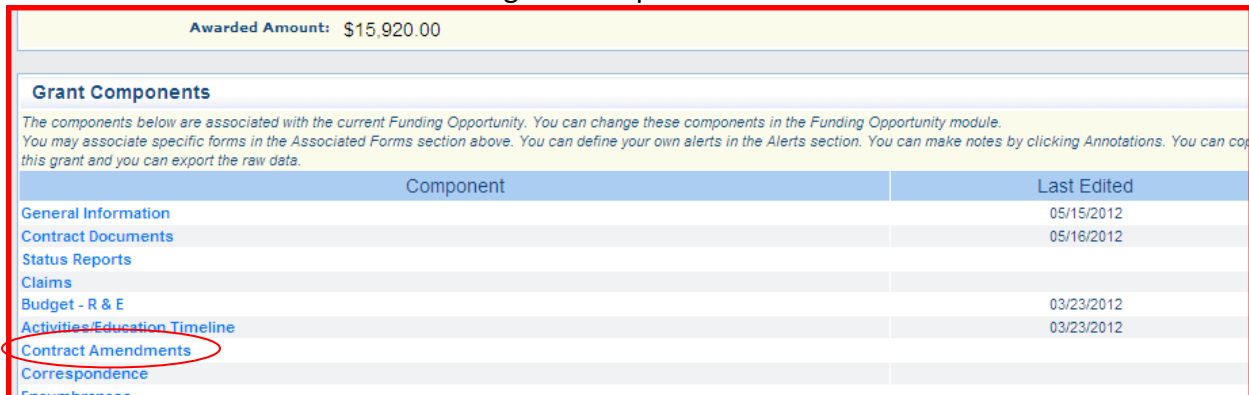 Awarded Amount: $15,920.00
Grant Components
The components below are associated with the current Funding Opportunity. You can change these components in the Funding Opportunity module.
You may associate specific forms in the Associated Forms section above. You can define your own alerts in the Alerts section. You can make notes by clicking Annotations. You can cop
this grant and you can export the raw data.
Component Last Edited
General Information 05/15/2012
Contract Documents 05/16/2012
Status Reports
Claims
Budget - R & E 03/23/2012
Activities/Education Timeline 03/23/2012
Contract Amendments
Correspondence